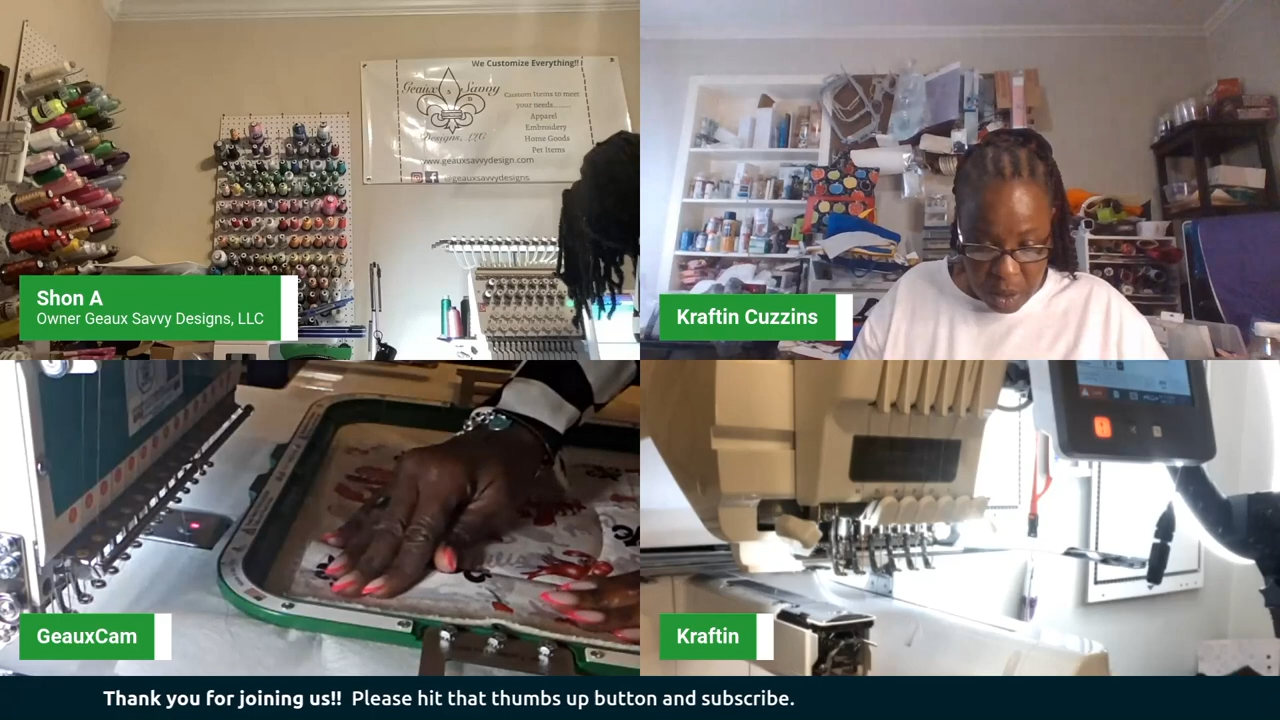 We Customize Everything!!
Geaux Savvy
Designs, LLC
Custom Items to meet
your needs.........
Apparel
Embroidery
Home Goods
Pet Items
www.geauxsavvydesign.com
@geauxsavvydesigns
Shon A
Owner Geaux Savvy Designs, LLC
Kraftin Cuzzins
GeauxCam
Kraftin
Thank you for joining us!! Please hit that thumbs up button and subscribe.